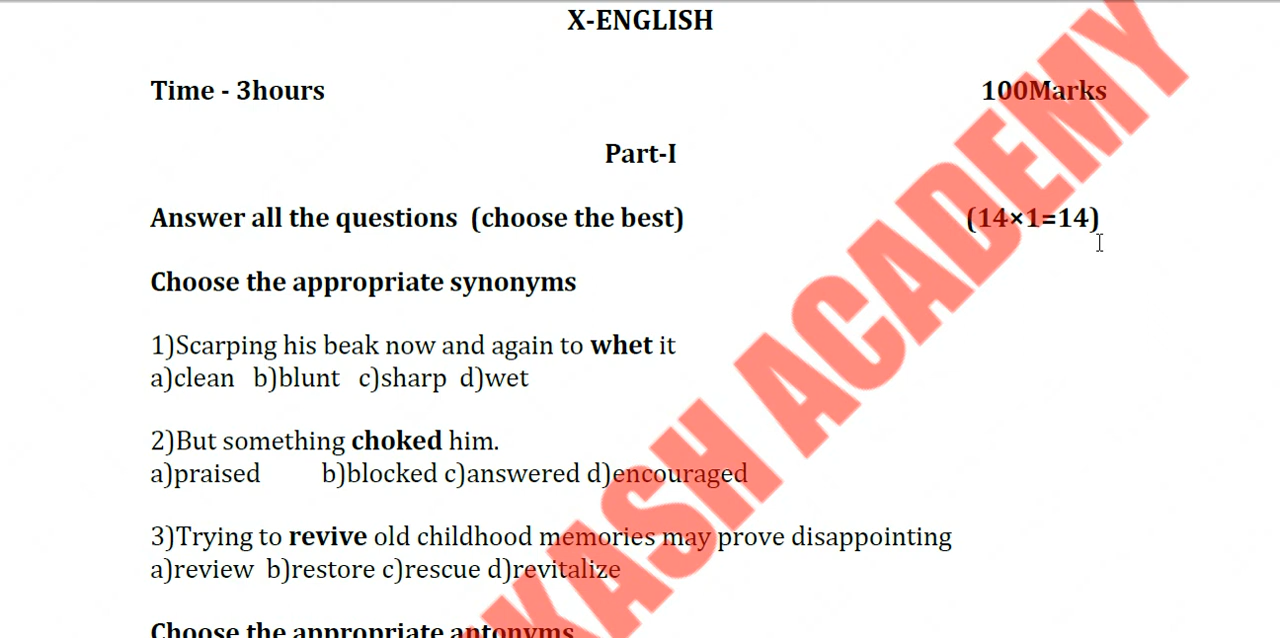 X-ENGLISH
Time - 3hours 100Marks
Part-I
Answer all the questions (choose the best) (14×1=14)
Choose the appropriate synonyms
1)Scarping his beak now and again to whet it
a)clean b)blunt c)sharp d)wet
2)But something choked him.
a)praised b)blocked c)answered d)encouraged
3)Trying to revive old childhood memories may prove disappointing
a)review b)restore c)rescue d)revitalize
Choose the appropriate antonyms
KASH ACADEMY